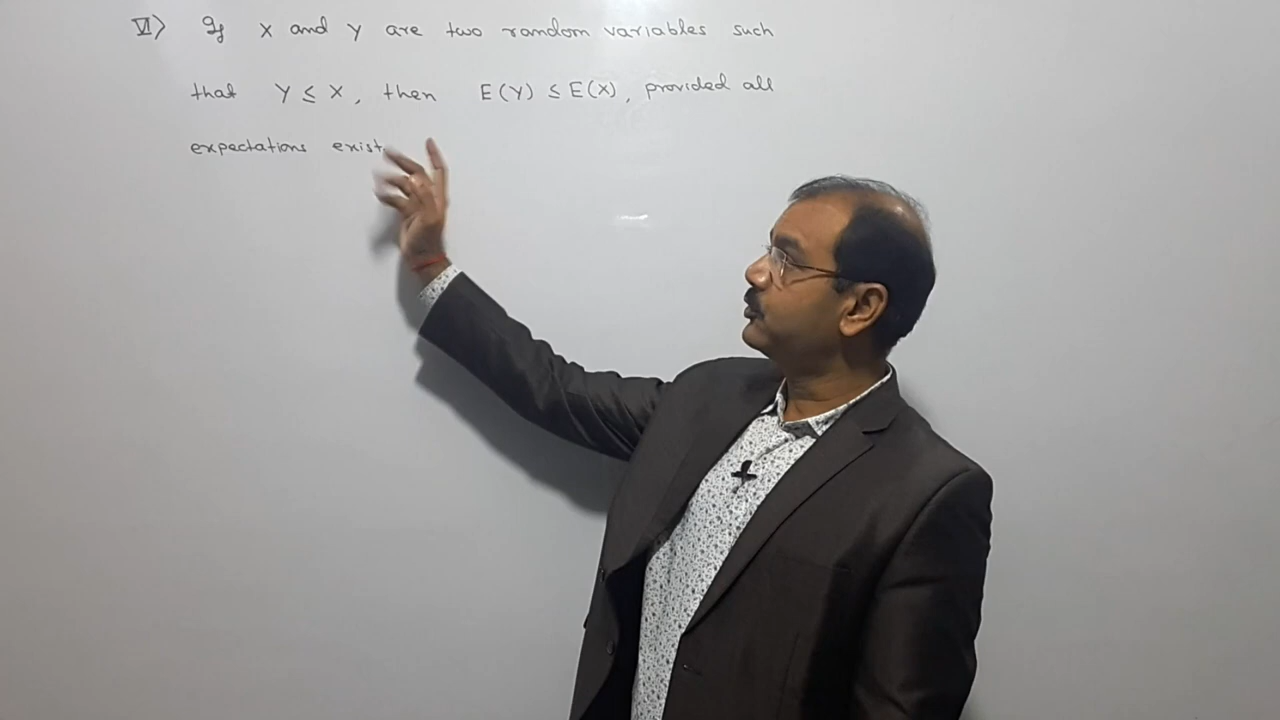 VI> If X and Y are two random variables such
that Y ≤ X, then E(Y) ≤ E(X), provided all
expectations exist